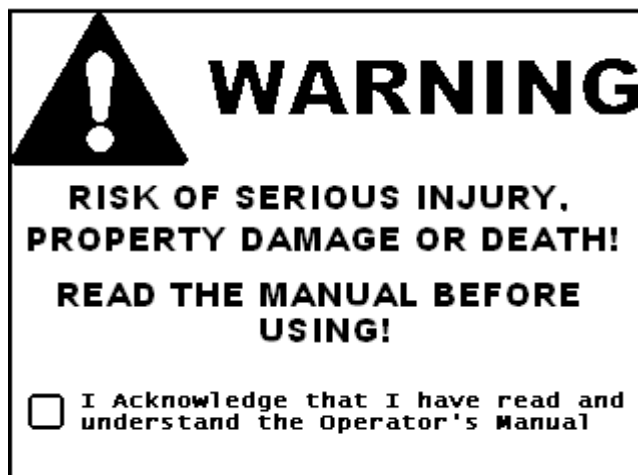 WARNING
RISK OF SERIOUS INJURY,
PROPERTY DAMAGE OR DEATH!
READ THE MANUAL BEFORE
USING!
I Acknowledge that I have read and
understand the Operator's Manual